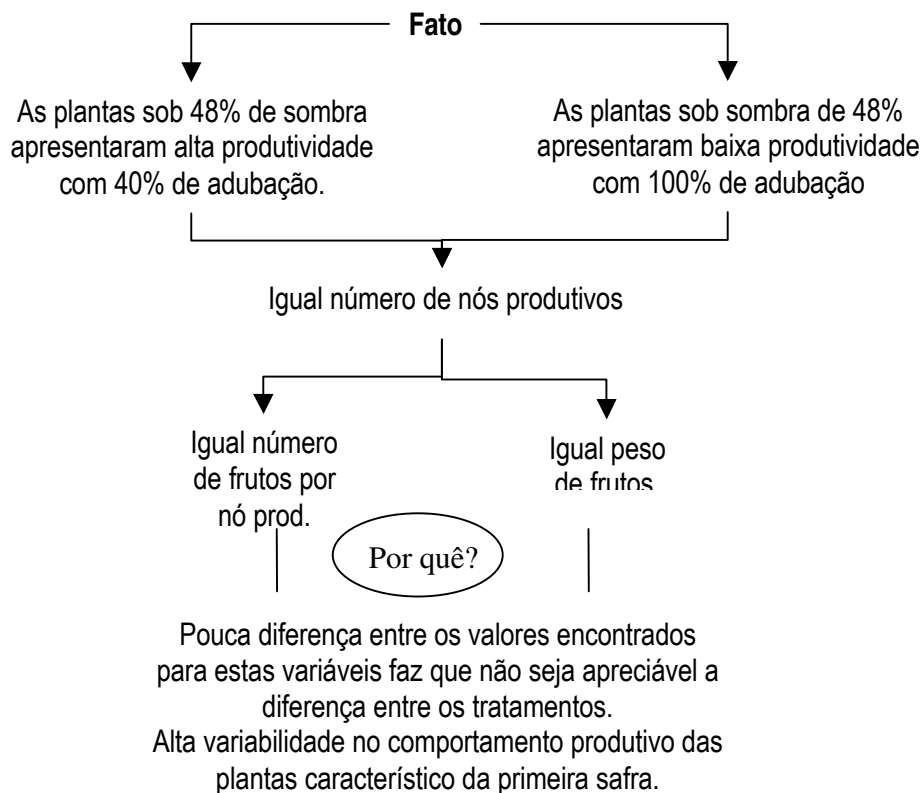 Fato
As plantas sob 48% de sombra
apresentaram alta produtividade
com 40% de adubação.
As plantas sob sombra de 48%
apresentaram baixa produtividade
com 100% de adubação
Igual número de nós produtivos
Igual número
de frutos por
nó prod.
Igual peso
de frutos
Por quê?
Pouca diferença entre os valores encontrados
para estas variáveis faz que não seja apreciável a
diferença entre os tratamentos.
Alta variabilidade no comportamento produtivo das
plantas característico da primeira safra.